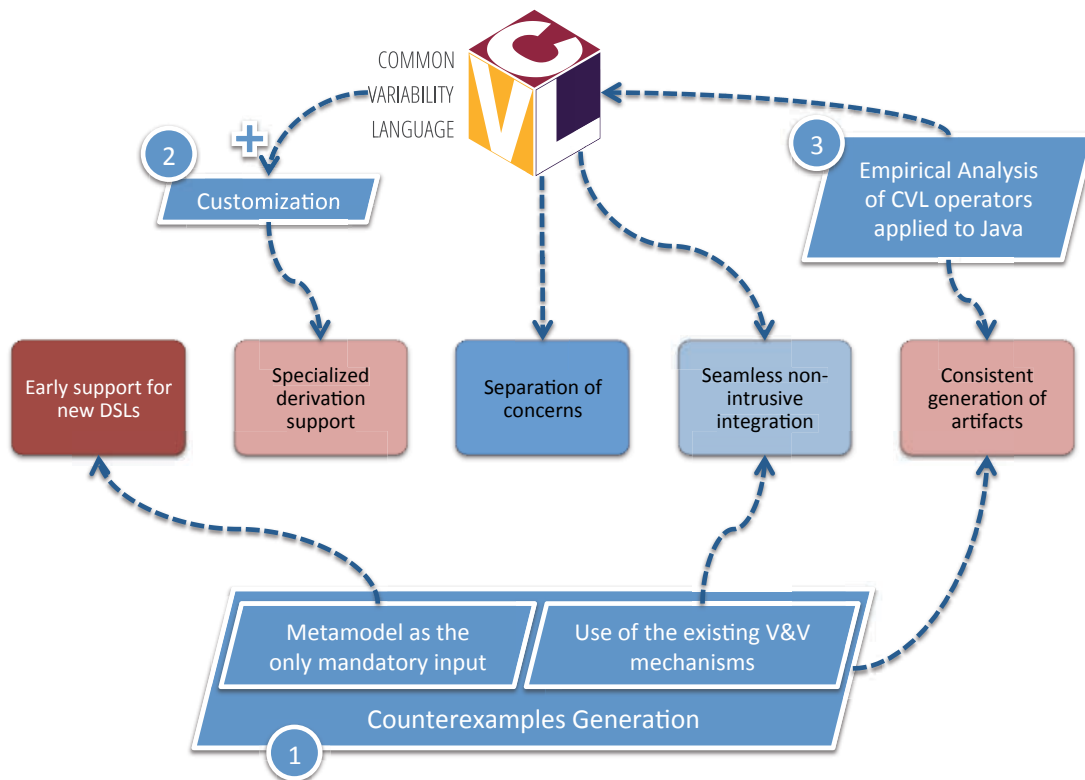 COMMON
VARIABILITY
LANGUAGE
C
V
L
2
Customization
3
Empirical Analysis
of CVL operators
applied to Java
Early support for
new DSLs
Specialized
derivation
support
Separation of
concerns
Seamless non-
intrusive
integration
Consistent
generation of
artifacts
Metamodel as the
only mandatory input
Use of the existing V&V
mechanisms
Counterexamples Generation
1